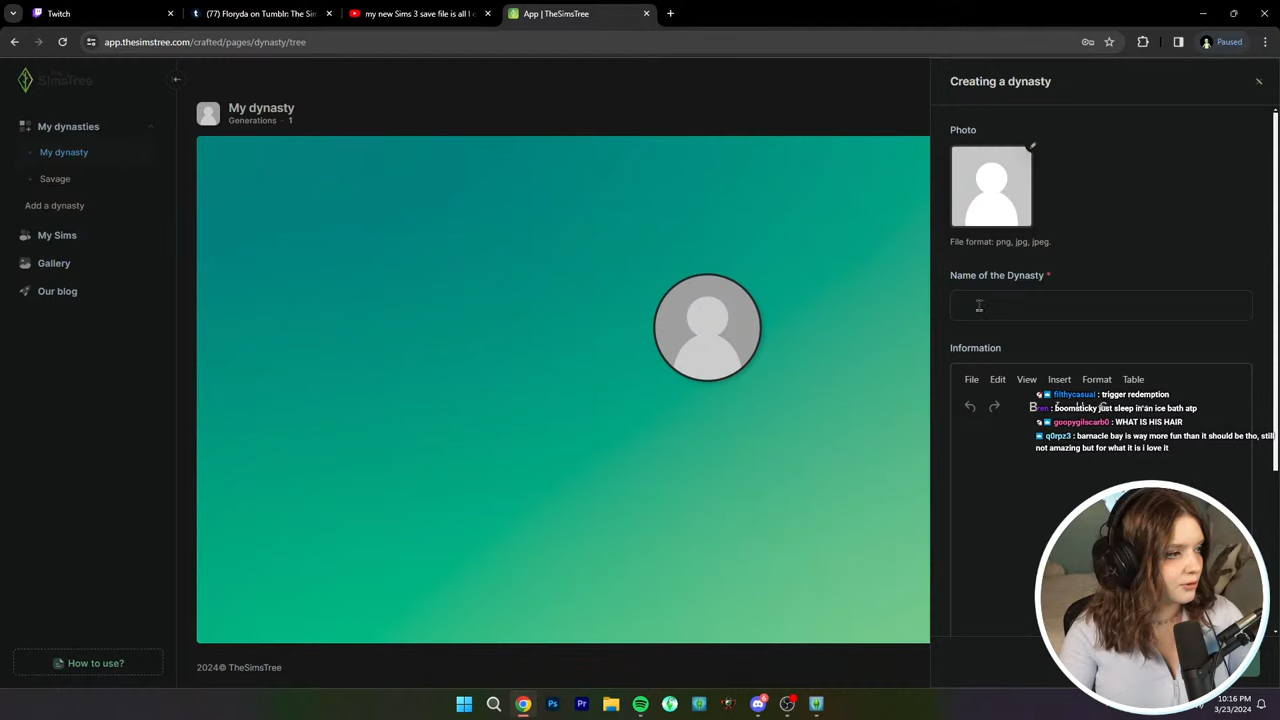 Twitch
(77) Floryda on Tumblr: The Sim
my new Sims 3 save file is all I c
App | TheSimsTree
app.thesimstree.com/crafted/pages/dynasty/tree
Paused
The
SimsTree
My dynasties
My dynasty
Savage
Add a dynasty
My Sims
Gallery
Our blog
How to use?
My dynasty
Generations - 1
2024© TheSimsTree
Creating a dynasty
Photo
File format: png, jpg, jpeg.
Name of the Dynasty *
Information
File Edit View Insert Format Table
filthycasual : trigger redemption
: boomsticky just sleep in an ice bath atp
goopygilscarb0 : WHAT IS HIS HAIR
q0rpz3 : barnacle bay is way more fun than it should be tho, still
not amazing but for what it is i love it
10:16 PM
3/23/2024